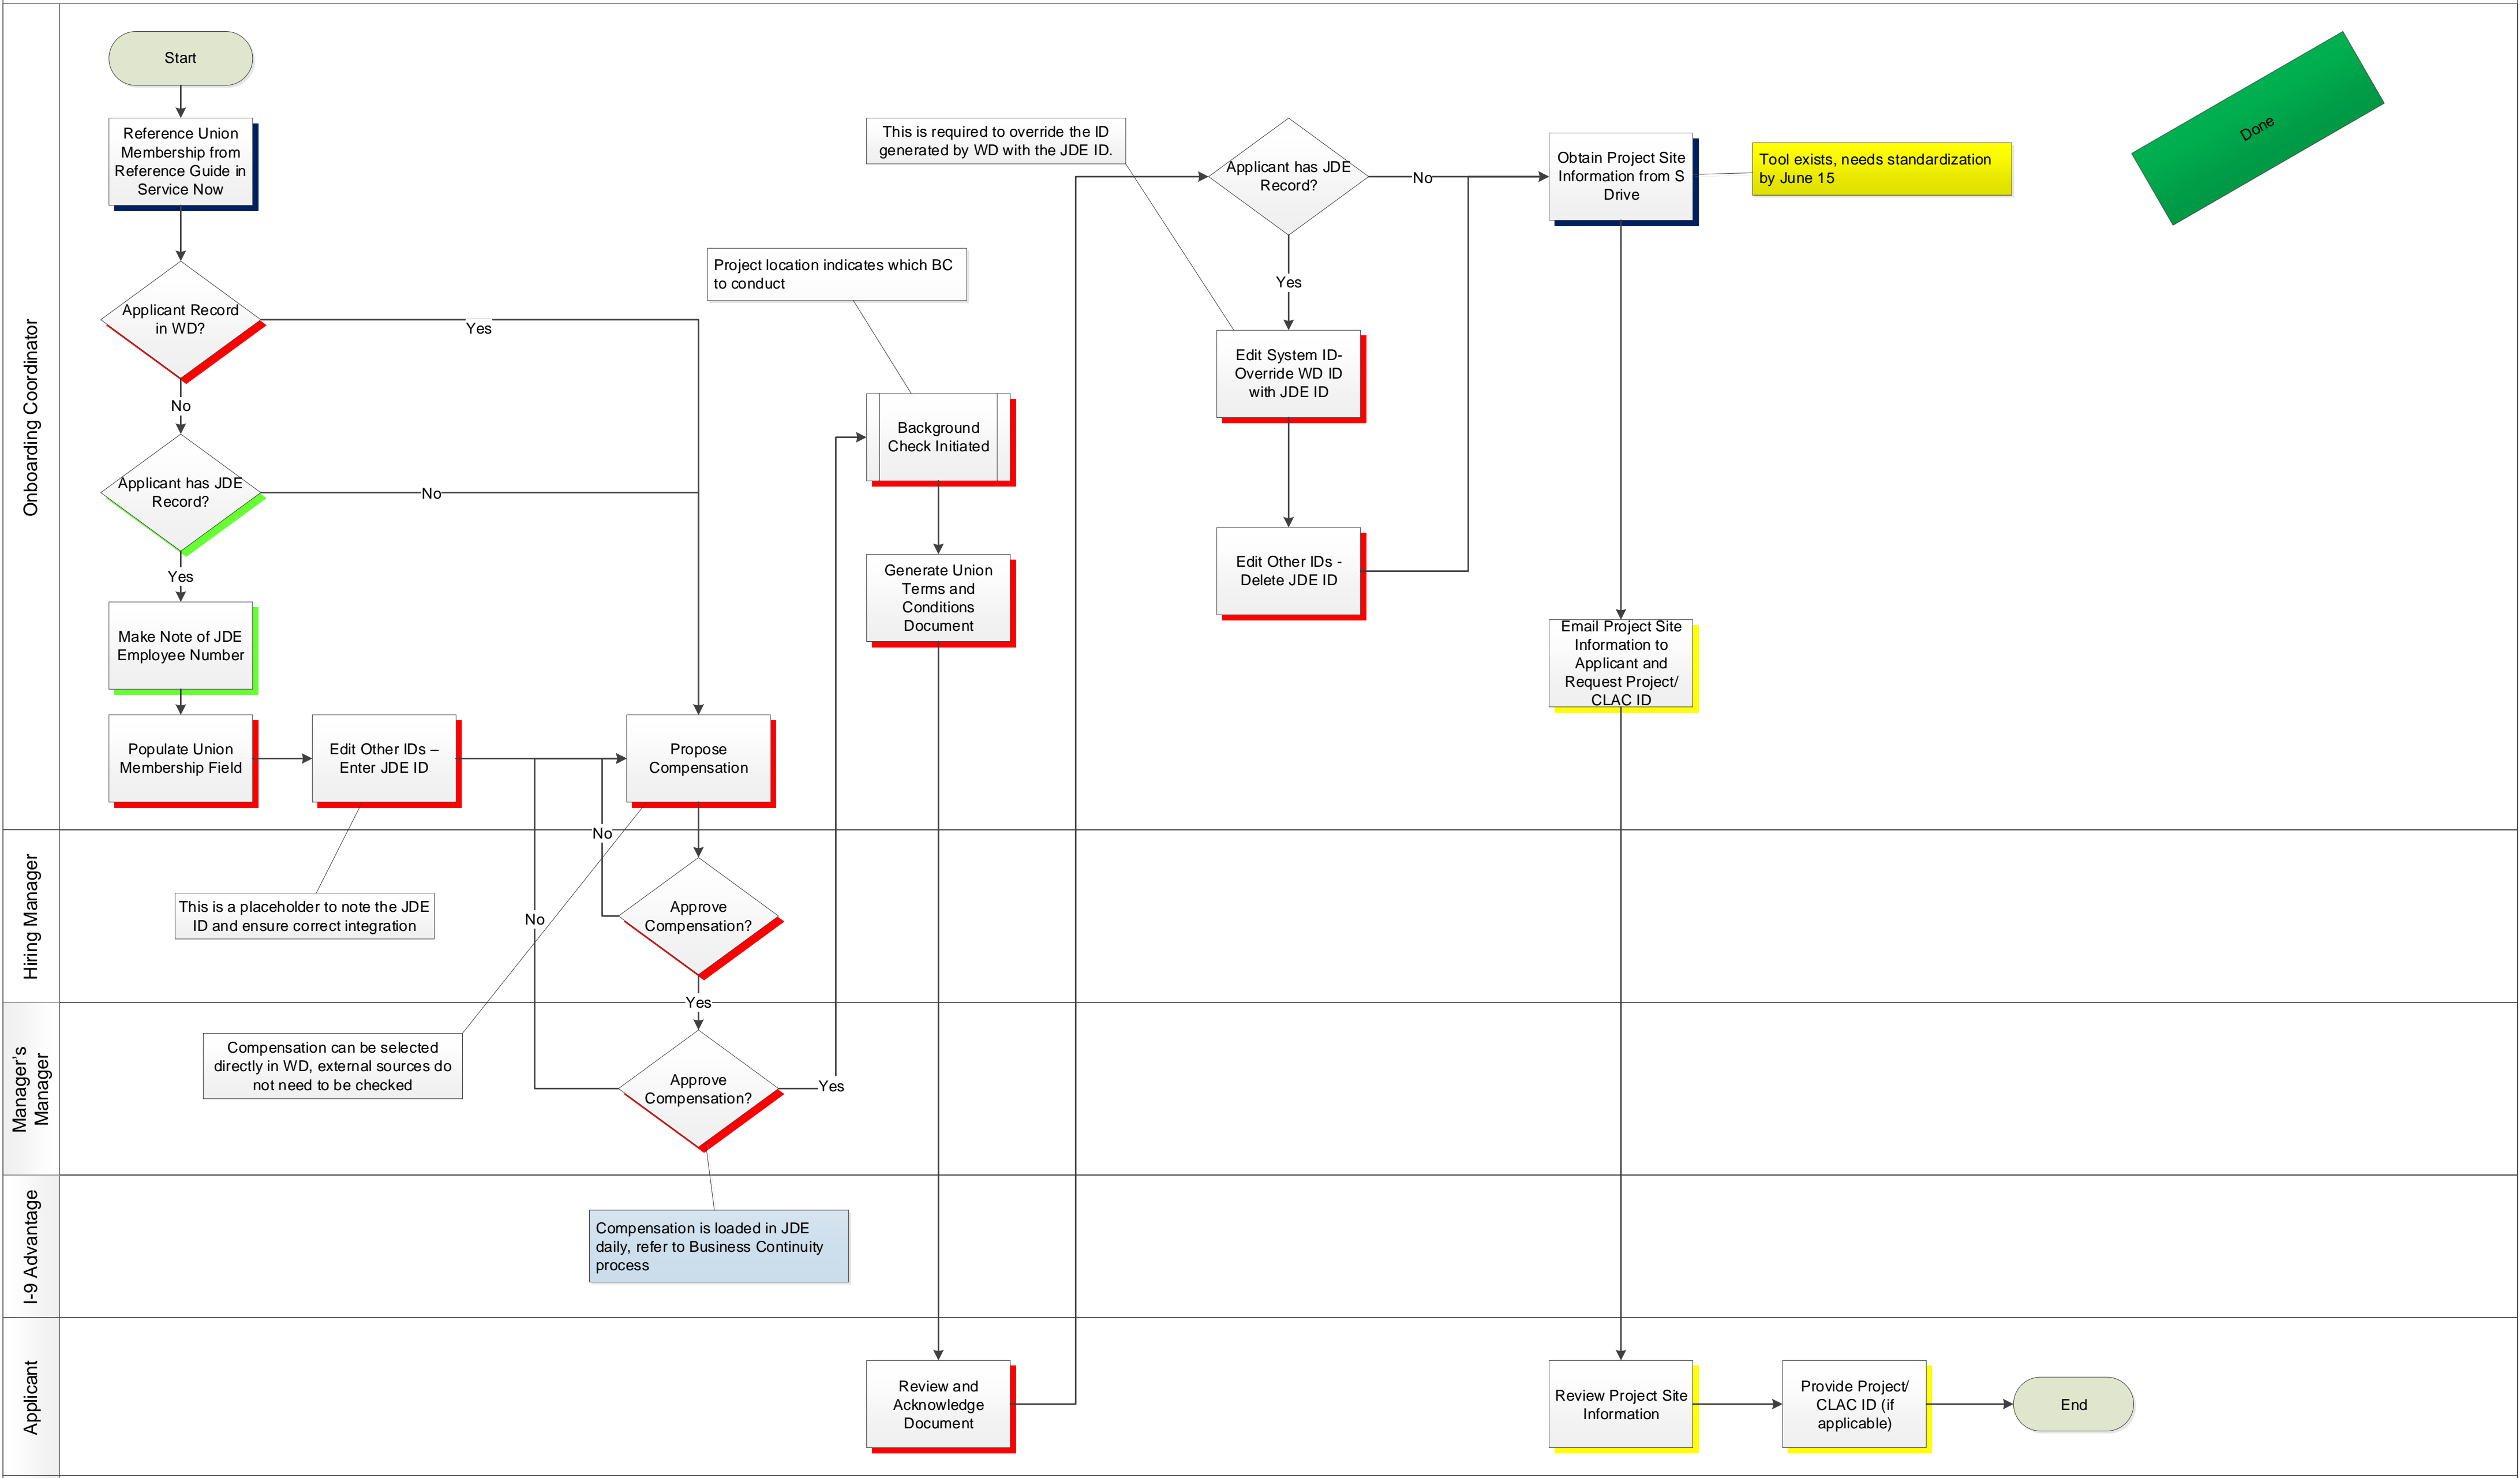 Onboarding Coordinator
Start
Reference Union
Membership from
Reference Guide in
Service Now
Applicant Record
in WD?
Yes
No
Applicant has JDE
Record?
No
Yes
Make Note of JDE
Employee Number
Populate Union
Membership Field
Edit Other IDs –
Enter JDE ID
Propose
Compensation
Project location indicates which BC
to conduct
Background
Check Initiated
Generate Union
Terms and
Conditions
Document
This is required to override the ID
generated by WD with the JDE ID.
Applicant has JDE
Record?
No
Yes
Edit System ID-
Override WD ID
with JDE ID
Edit Other IDs -
Delete JDE ID
Obtain Project Site
Information from S
Drive
Tool exists, needs standardization
by June 15
Done
Email Project Site
Information to
Applicant and
Request Project/
CLAC ID
Hiring Manager
No
This is a placeholder to note the JDE
ID and ensure correct integration
No
Approve
Compensation?
Yes
Manager's
Manager
Compensation can be selected
directly in WD, external sources do
not need to be checked
Approve
Compensation?
Yes
I-9 Advantage
Compensation is loaded in JDE
daily, refer to Business Continuity
process
Applicant
Review and
Acknowledge
Document
Review Project Site
Information
Provide Project/
CLAC ID (if
applicable)
End